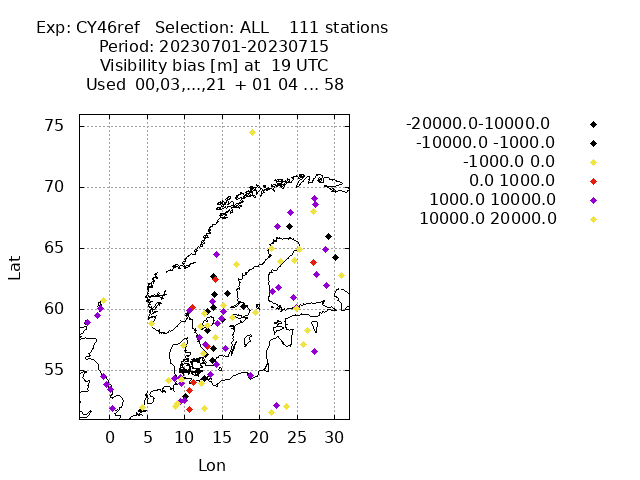 Exp: CY46ref   Selection: ALL    111 stations
Period: 20230701-20230715
Visibility bias [m] at  19 UTC
Used  00,03,...,21  + 01 04 ... 58
-20000.0-10000.0
-10000.0 -1000.0
-1000.0 0.0
0.0 1000.0
1000.0 10000.0
10000.0 20000.0
75
70
65
60
55
Lat
0 5 10 15 20 25 30
Lon